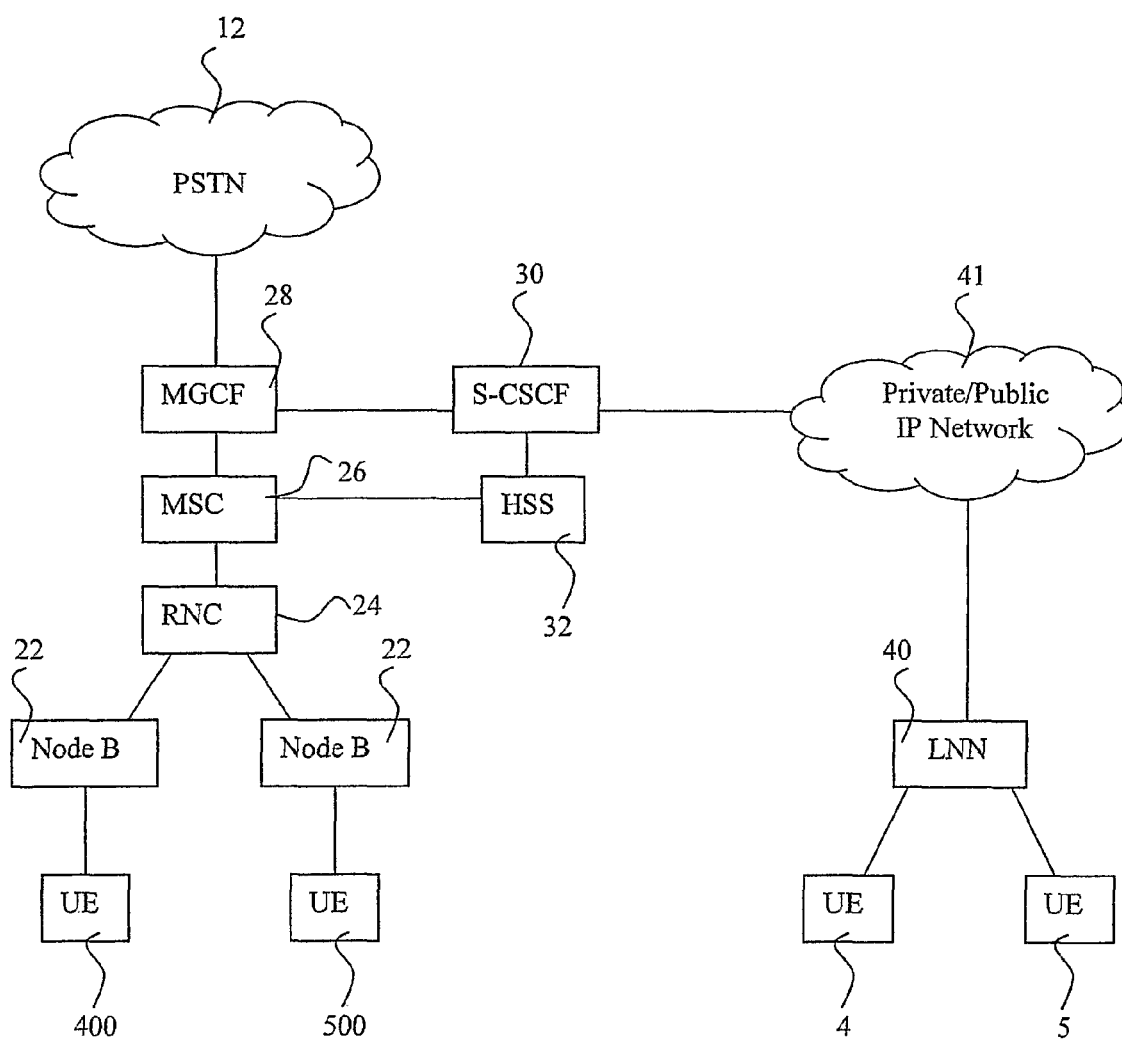 12
PSTN
30
41
28
MGCF
S-CSCF
Private/Public
IP Network
26
MSC
HSS
RNC
24
32
22
22
40
Node B
Node B
LNN
UE
UE
UE
UE
400
500
4
5